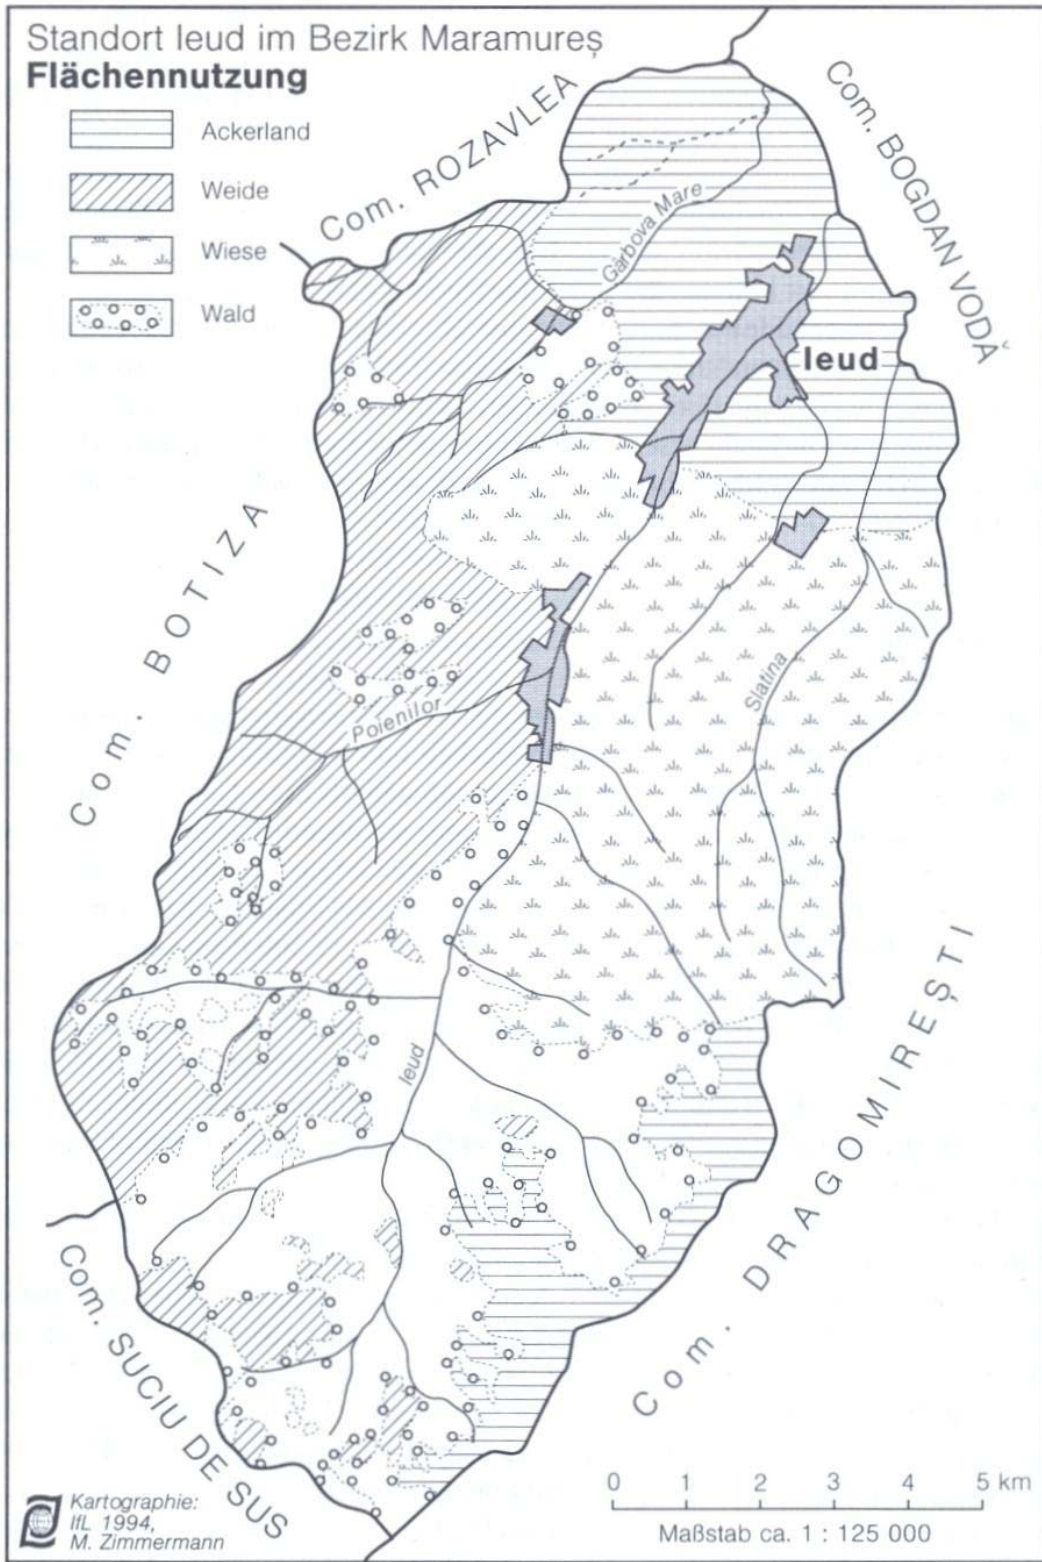 Standort Ieud im Bezirk Maramureș
Flächennutzung
Ackerland
Weide
Wiese
Wald
Com. ROZAVLEA
Com. BOGDAN VODĂ
Gârbova Mare
Ieud
Com. BOTIZA
Poienilor
Slatina
Ieud
Com. DRAGOMIREȘTI
Com. SUCIU DE SUS
0 1 2 3 4 5 km
Maßstab ca. 1 : 125 000
Kartographie:
IfL 1994,
M. Zimmermann